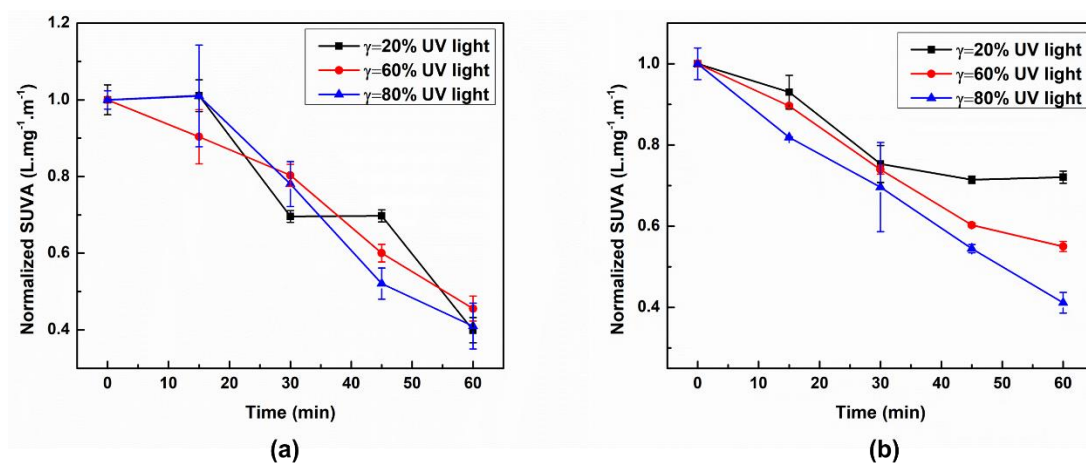 1.2
1.0
0.8
0.6
0.4
Normalized SUVA (L.mg⁻¹.m⁻¹)
γ=20% UV light
γ=60% UV light
γ=80% UV light
0 10 20 30 40 50 60
Time (min)
(a)
1.0
0.8
0.6
0.4
Normalized SUVA (L.mg⁻¹.m⁻¹)
γ=20% UV light
γ=60% UV light
γ=80% UV light
0 10 20 30 40 50 60
Time (min)
(b)